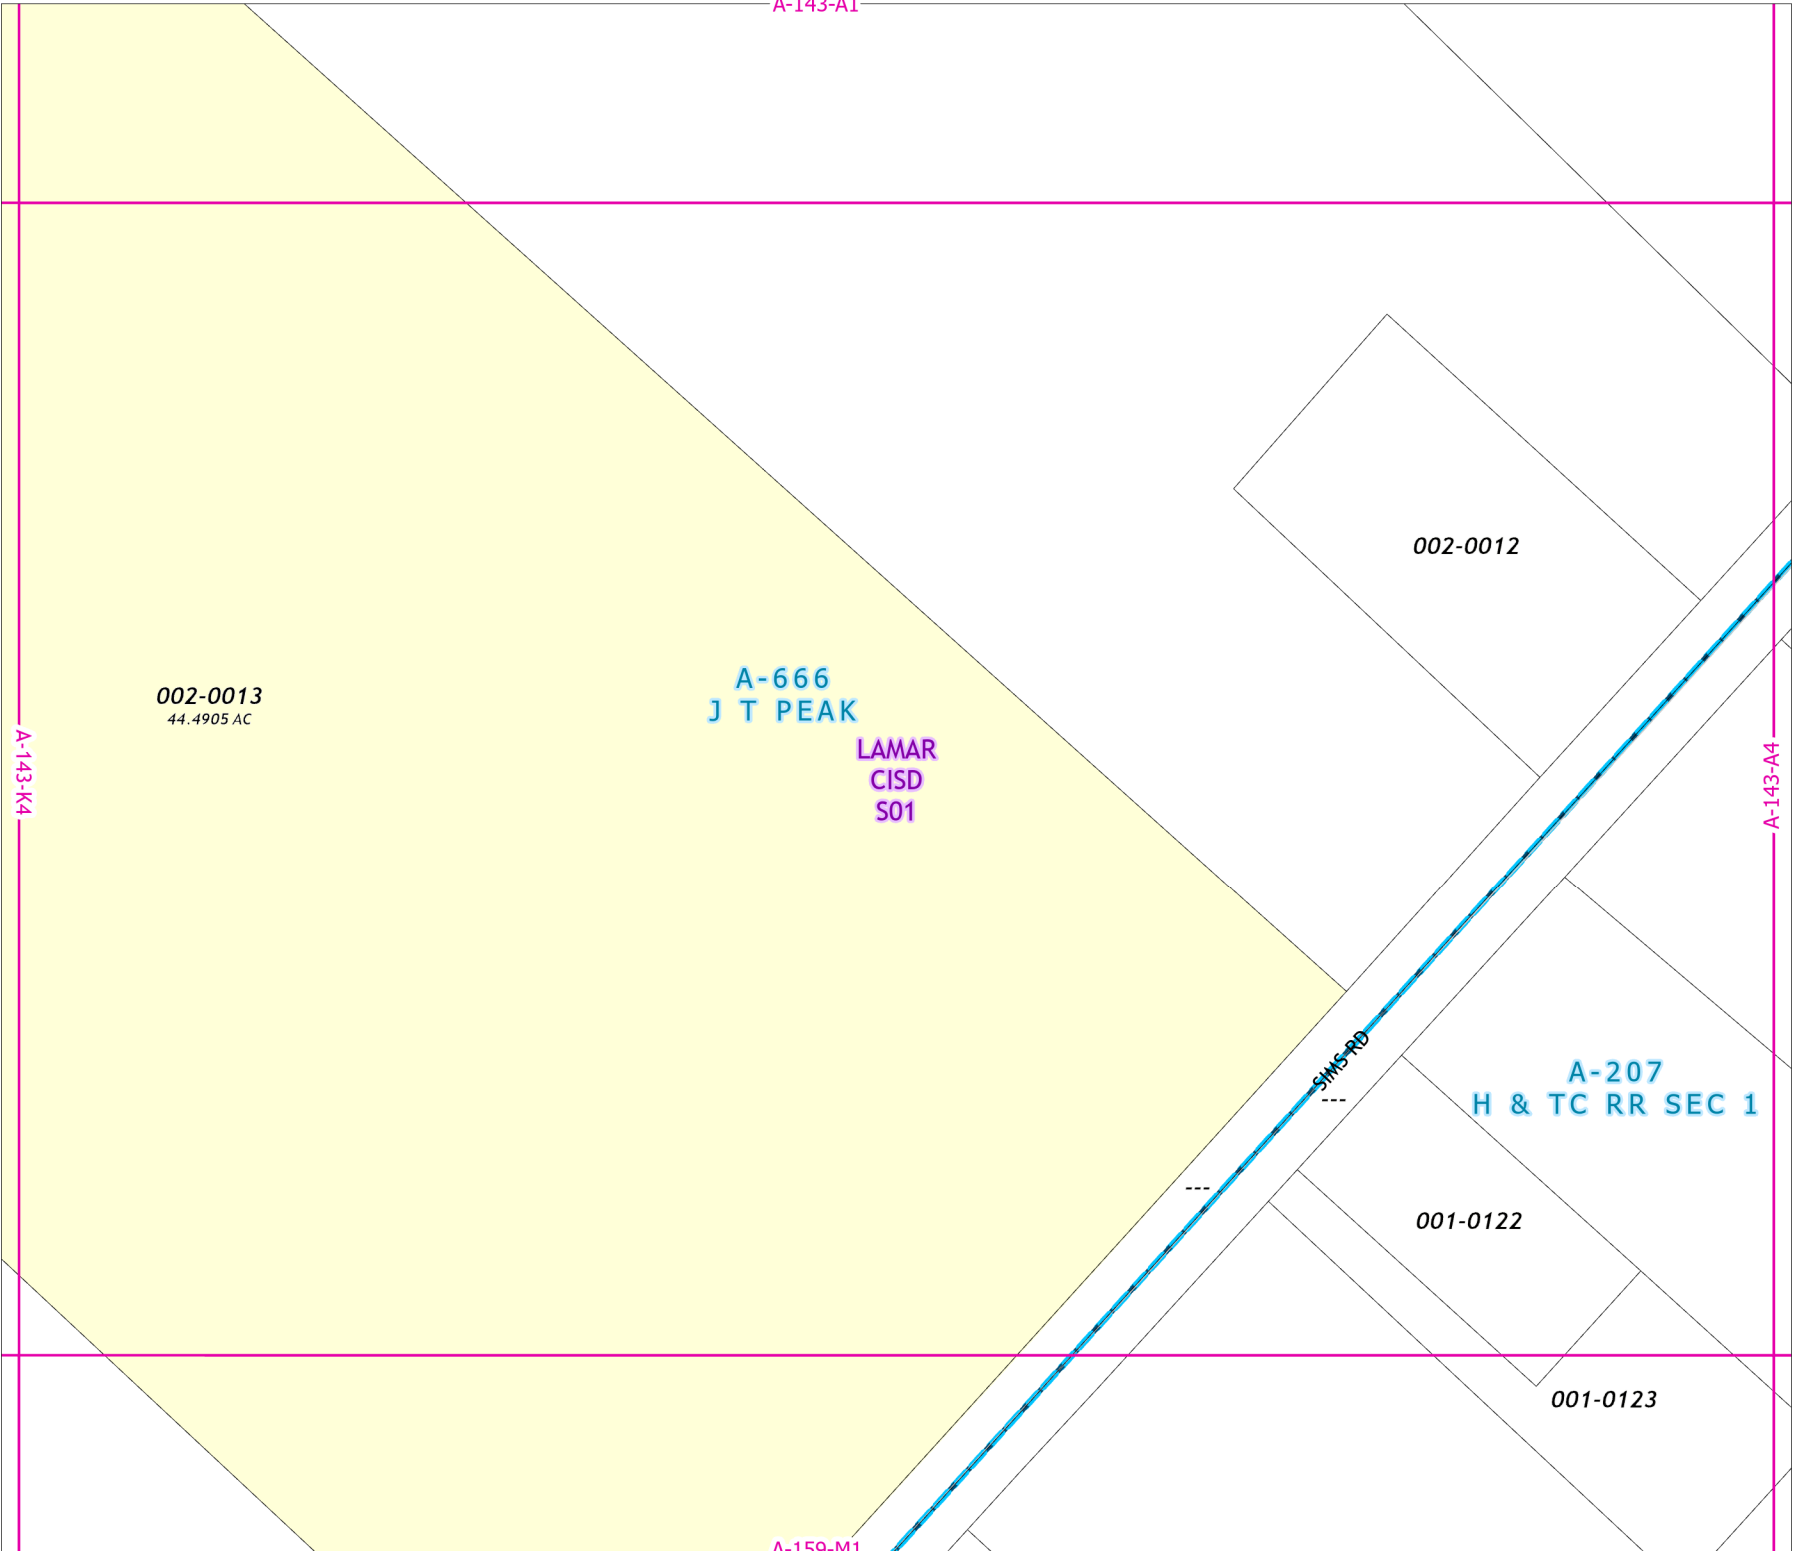 A-143-A1
002-0012
A-666
J T PEAK
002-0013
44.4905 AC
LAMAR
CISD
S01
A-143-K4
A-143-A4
SIMS RD
---
A-207
H & TC RR SEC 1
---
001-0122
001-0123
A-159-M1